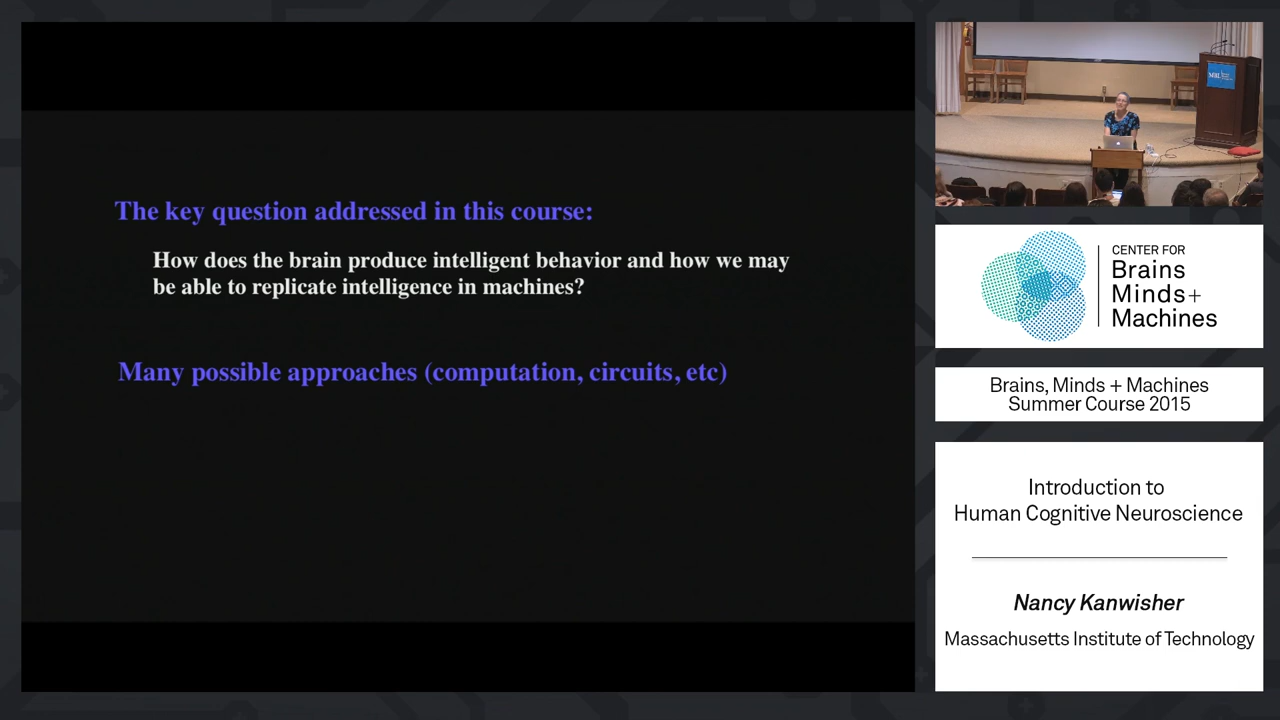 The key question addressed in this course:
How does the brain produce intelligent behavior and how we may
be able to replicate intelligence in machines?
Many possible approaches (computation, circuits, etc)
MBL
CENTER FOR
Brains
Minds+
Machines
Brains, Minds + Machines
Summer Course 2015
Introduction to
Human Cognitive Neuroscience
Nancy Kanwisher
Massachusetts Institute of Technology